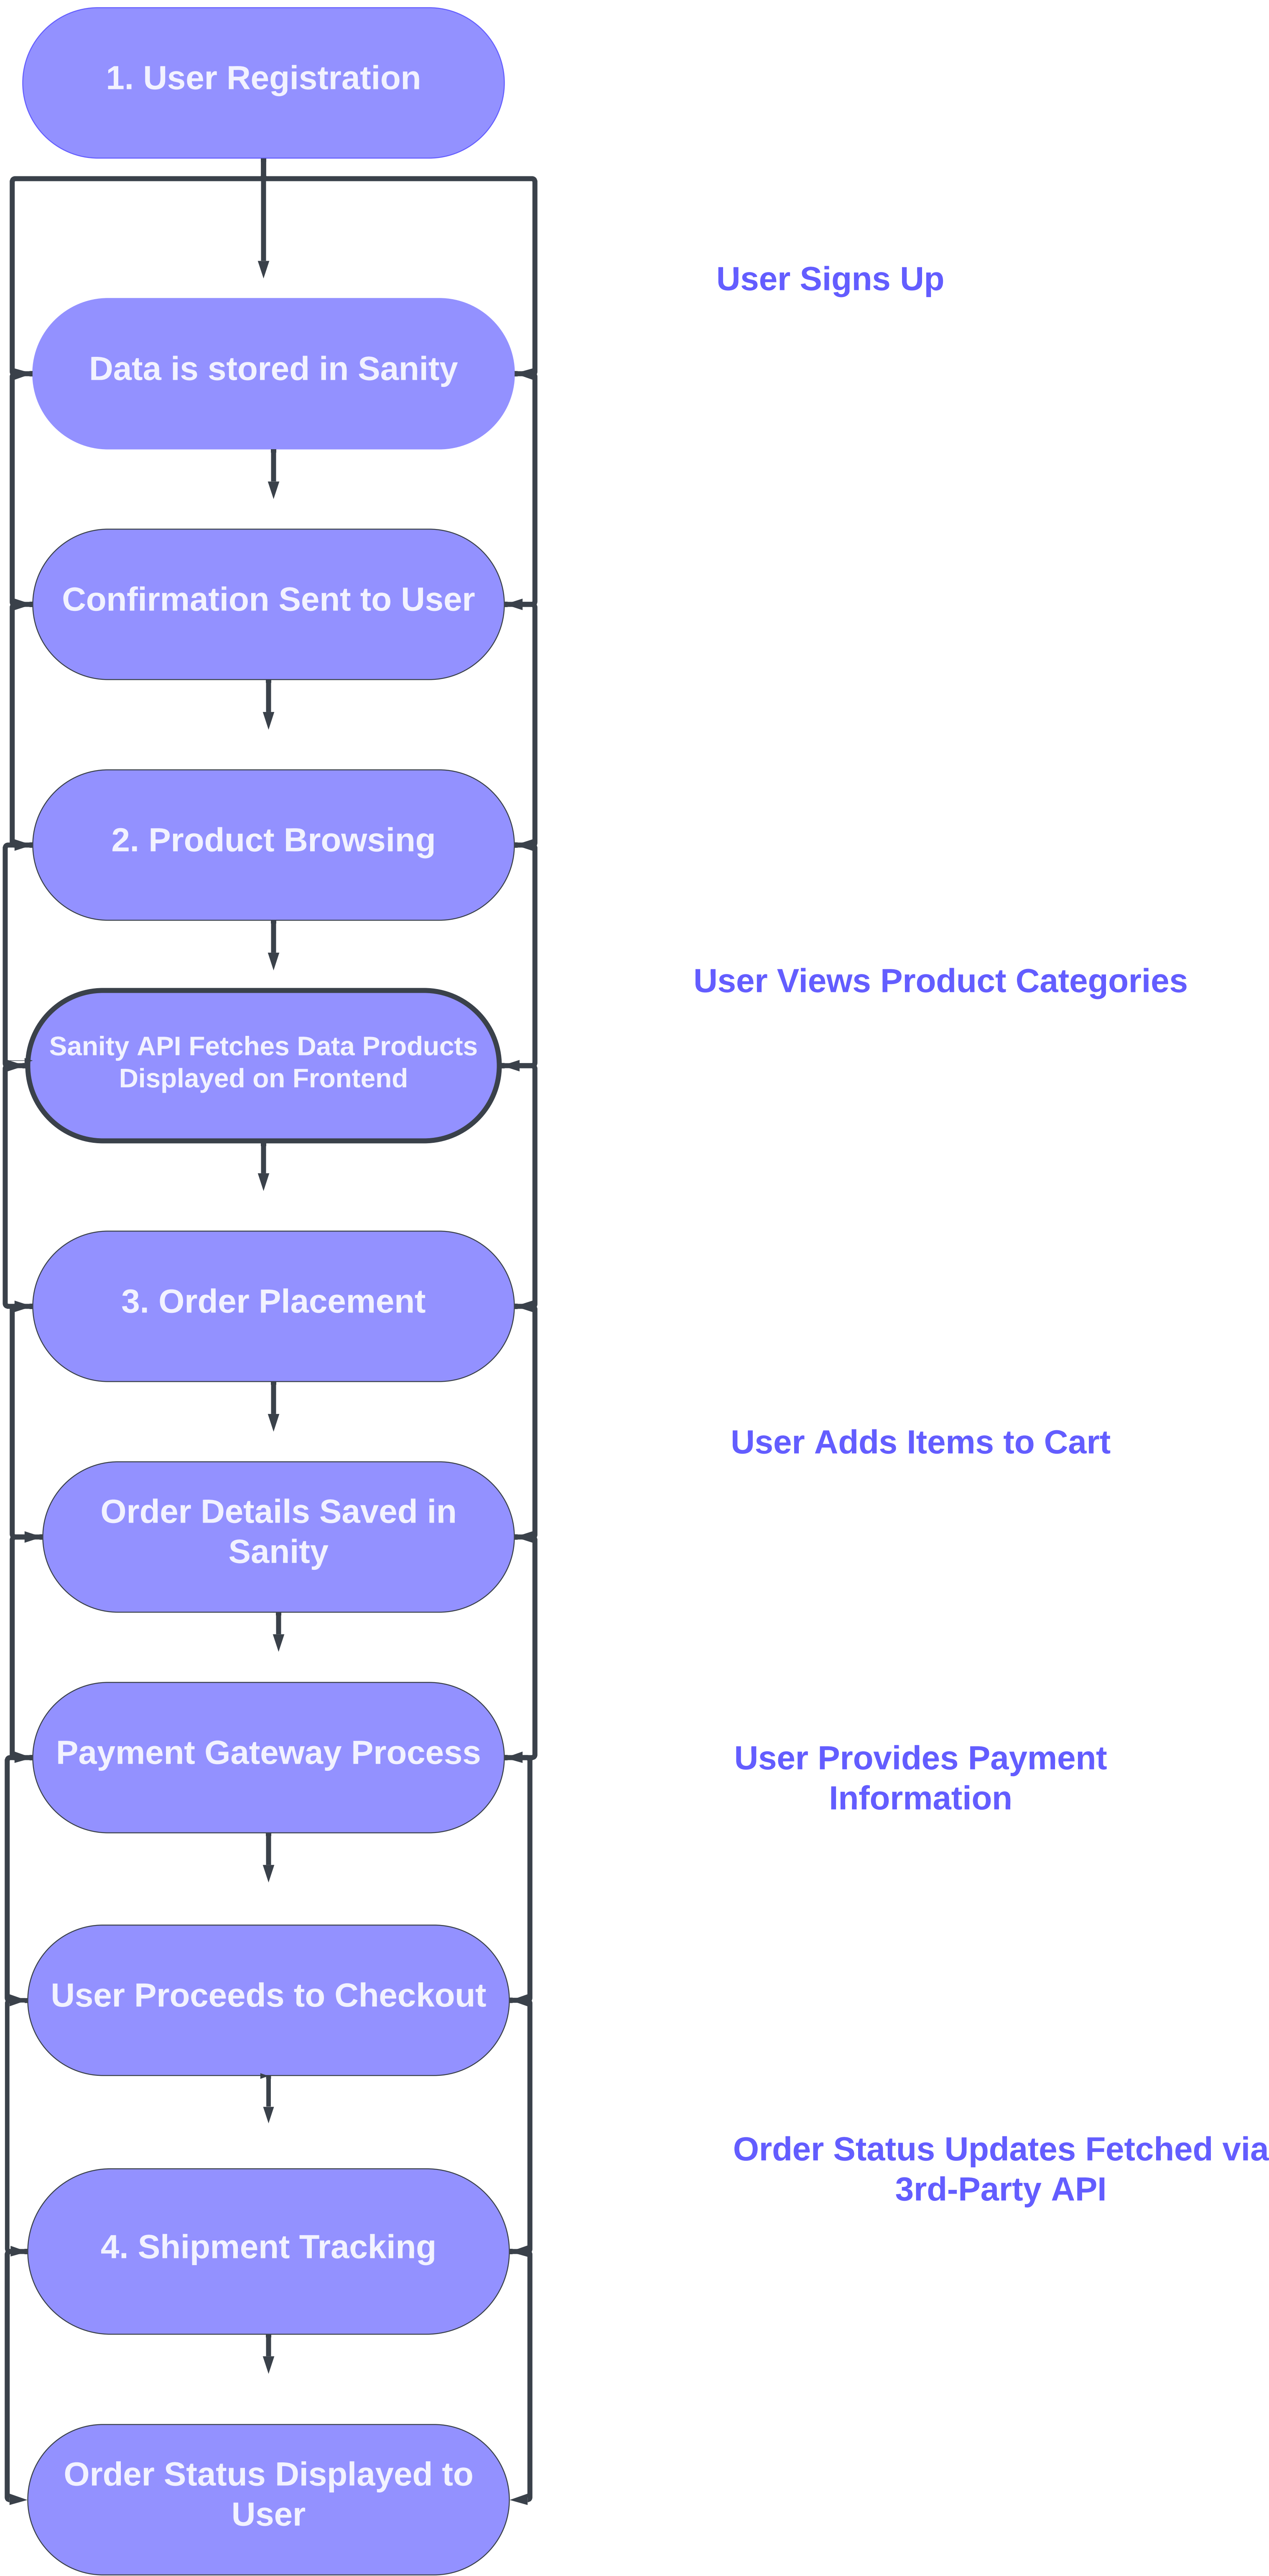 1. User Registration
User Signs Up
Data is stored in Sanity
Confirmation Sent to User
2. Product Browsing
User Views Product Categories
Sanity API Fetches Data Products
Displayed on Frontend
3. Order Placement
User Adds Items to Cart
Order Details Saved in
Sanity
Payment Gateway Process
User Provides Payment
Information
User Proceeds to Checkout
Order Status Updates Fetched via
3rd-Party API
4. Shipment Tracking
Order Status Displayed to
User